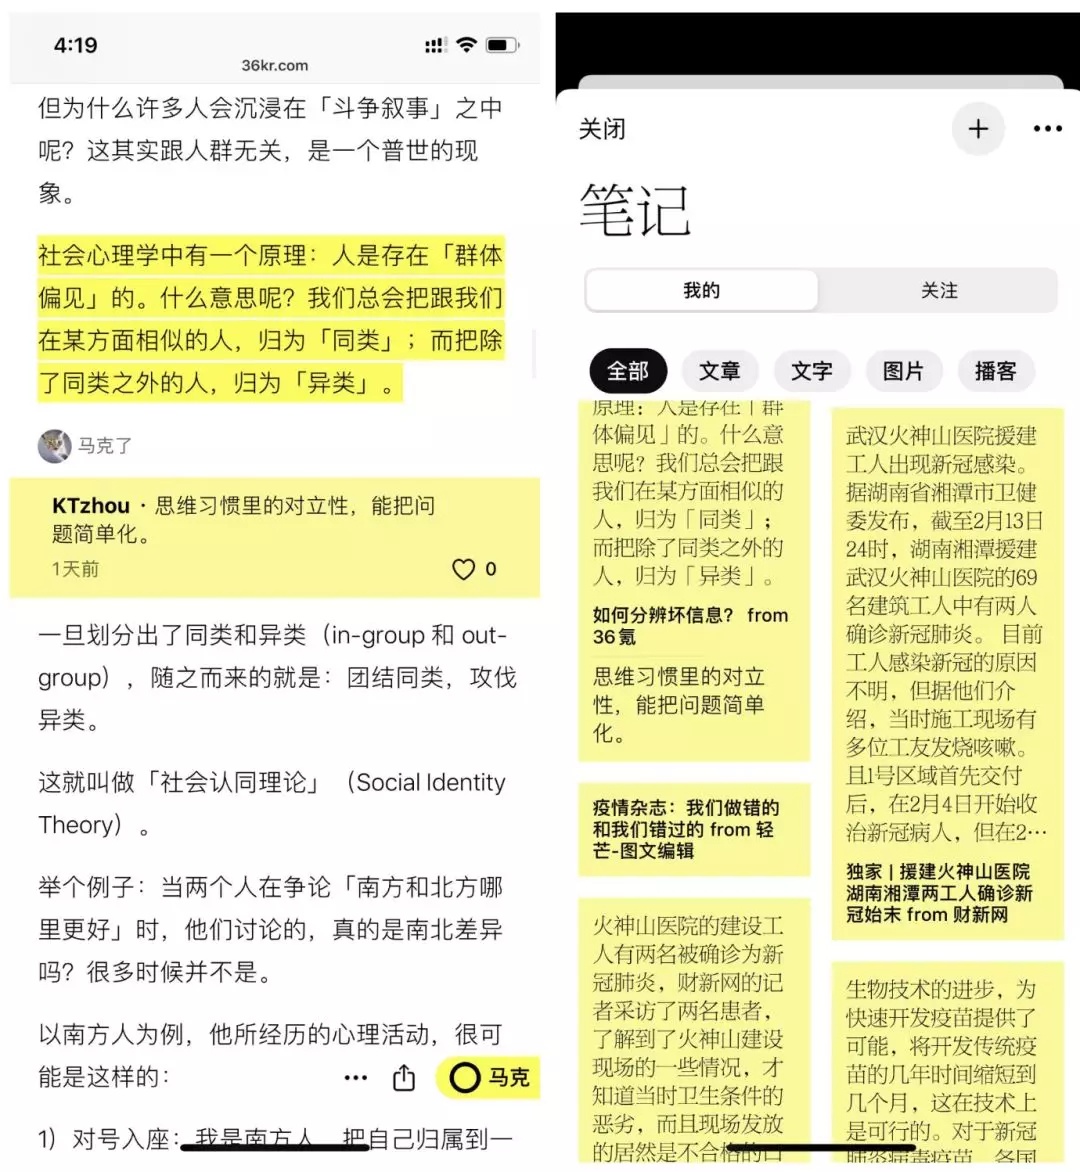 4:19
36kr.com
但为什么许多人会沉浸在「斗争叙事」之中
呢？这其实跟人群无关，是一个普世的现
象。
社会心理学中有一个原理：人是存在「群体
偏见」的。什么意思呢？我们总会把跟我们
在某方面相似的人，归为「同类」；而把除
了同类之外的人，归为「异类」。
马克了
KTzhou · 思维习惯里的对立性，能把问
题简单化。
1天前
0
一旦划分出了同类和异类（in-group 和 out-
group），随之而来的就是：团结同类，攻伐
异类。
这就叫做「社会认同理论」（Social Identity
Theory）。
举个例子：当两个人在争论「南方和北方哪
里更好」时，他们讨论的，真的是南北差异
吗？很多时候并不是。
以南方人为例，他所经历的心理活动，很可
能是这样的：
马克
1）对号入座：我是南方人，把自己归属到一
关闭
笔记
我的
关注
全部
文章
文字
图片
播客
原理：人是存在「群
体偏见」的。什么意
思呢？我们总会把跟
我们在某方面相似的
人，归为「同类」；
而把除了同类之外的
人，归为「异类」。
如何分辨坏信息？ from
36氪
思维习惯里的对立
性，能把问题简单
化。
疫情杂志：我们做错的
和我们错过的 from 轻
芒-图文编辑
火神山医院的建设工
人有两名被确诊为新
冠肺炎，财新网的记
者采访了两名患者，
了解到了火神山建设
现场的一些情况，才
知道当时卫生条件的
恶劣，而且现场发放
的居然是不合格的口
武汉火神山医院援建
工人出现新冠感染。
据湖南省湘潭市卫健
委发布，截至2月13日
24时，湖南湘潭援建
武汉火神山医院的69
名建筑工人中有两人
确诊新冠肺炎。 目前
工人感染新冠的原因
不明，但据他们介
绍，当时施工现场有
多位工友发烧咳嗽。
且1号区域首先交付
后，在2月4日开始收
治新冠病人，但在2…
独家 | 援建火神山医院
湖南湘潭两工人确诊新
冠始末 from 财新网
生物技术的进步，为
快速开发疫苗提供了
可能，将开发传统疫
苗的几年时间缩短到
几个月，这在技术上
是可行的。对于新冠
肺炎病毒疫苗，各国